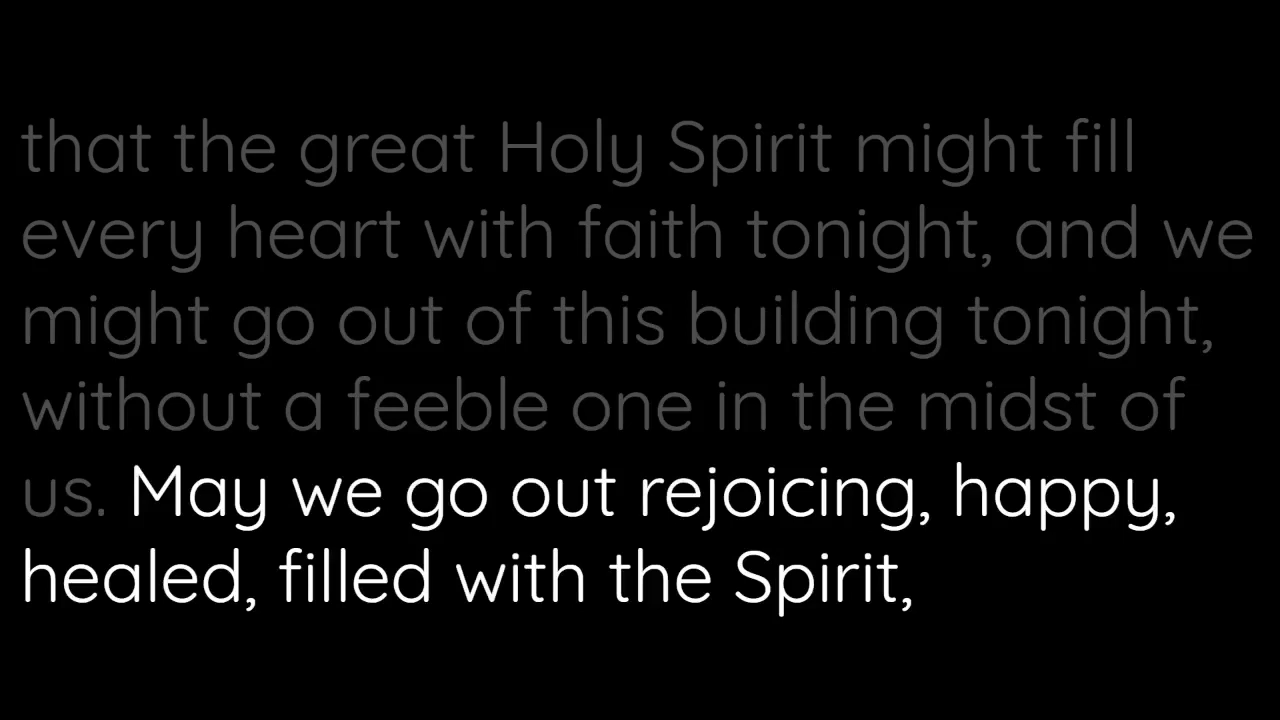 that the great Holy Spirit might fill
every heart with faith tonight, and we
might go out of this building tonight,
without a feeble one in the midst of
us. May we go out rejoicing, happy,
healed, filled with the Spirit,